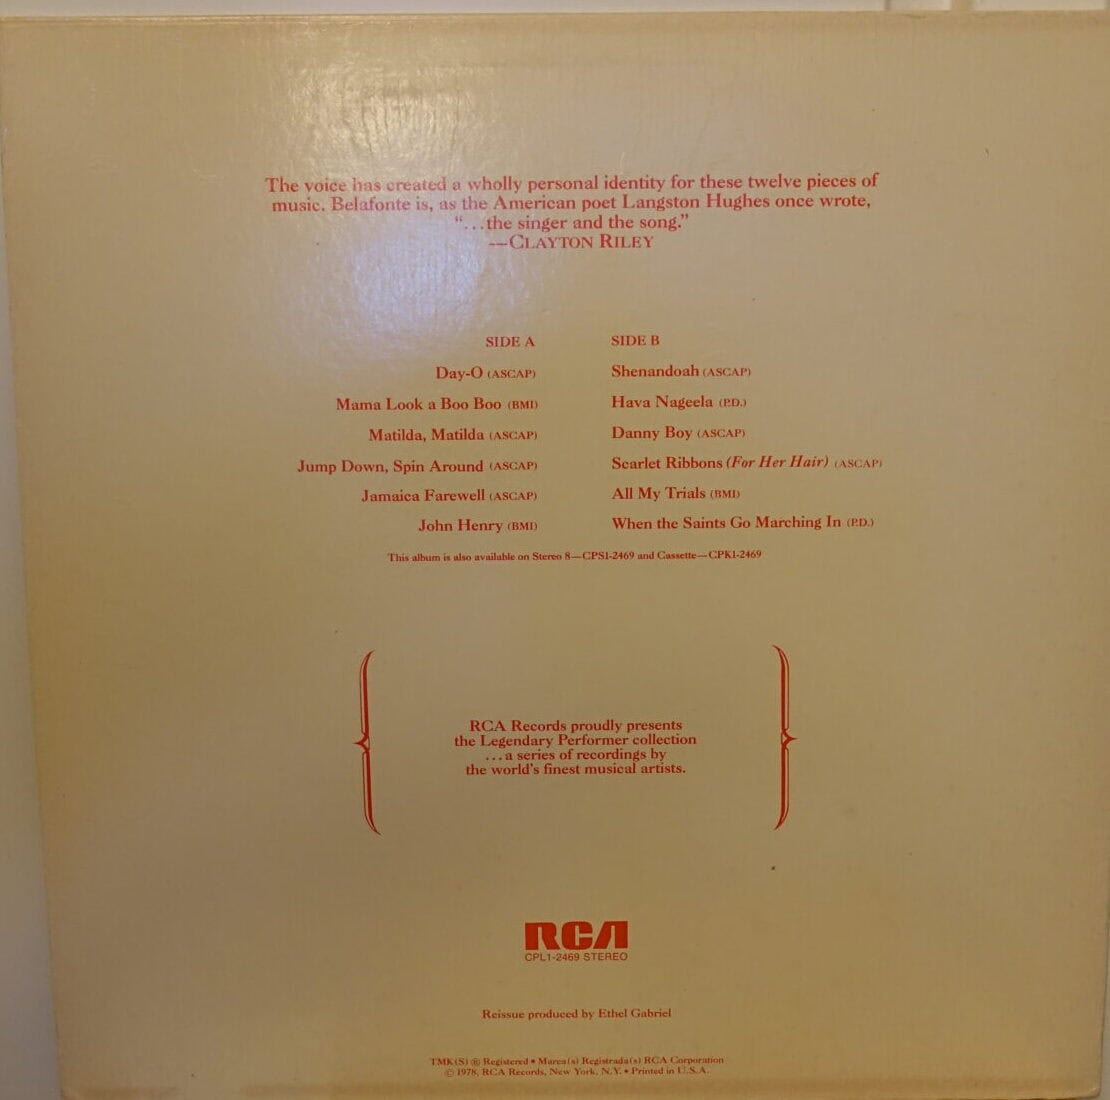 The voice has created a wholly personal identity for these twelve pieces of
music. Belafonte is, as the American poet Langston Hughes once wrote,
“...the singer and the song.”
—CLAYTON RILEY
SIDE A
Day-O (ASCAP)
Mama Look a Boo Boo (BMI)
Matilda, Matilda (ASCAP)
Jump Down, Spin Around (ASCAP)
Jamaica Farewell (ASCAP)
John Henry (BMI)
SIDE B
Shenandoah (ASCAP)
Hava Nageela (P.D.)
Danny Boy (ASCAP)
Scarlet Ribbons (For Her Hair) (ASCAP)
All My Trials (BMI)
When the Saints Go Marching In (P.D.)
This album is also available on Stereo 8—CPS1-2469 and Cassette—CPK1-2469
RCA Records proudly presents
the Legendary Performer collection
...a series of recordings by
the world's finest musical artists.
RCA
CPL1-2469 STEREO
Reissue produced by Ethel Gabriel
TMK(S) ® Registered • Marca(s) Registrada(s) RCA Corporation
© 1978, RCA Records, New York, N.Y. • Printed in U.S.A.